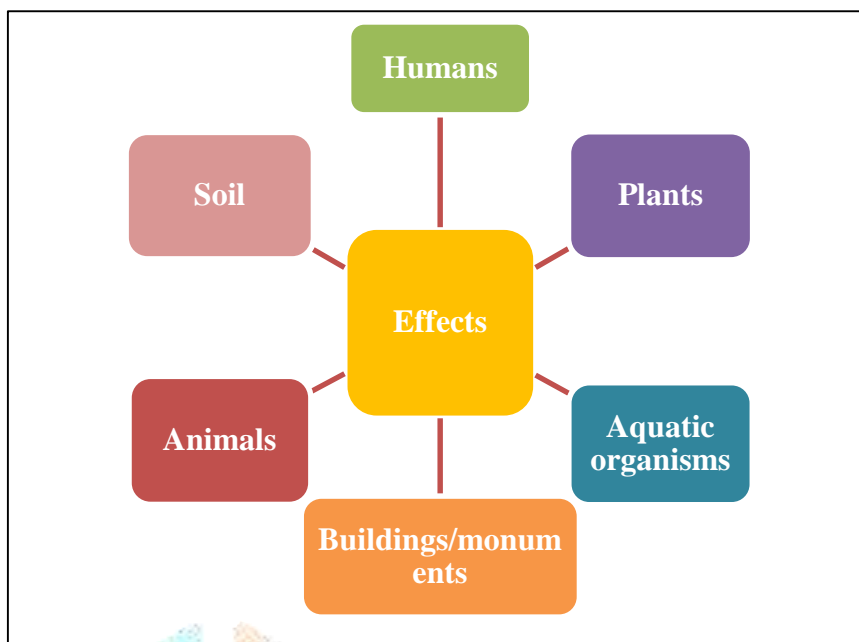 Humans
Soil
Plants
Effects
Animals
Aquatic
organisms
Buildings/monum
ents